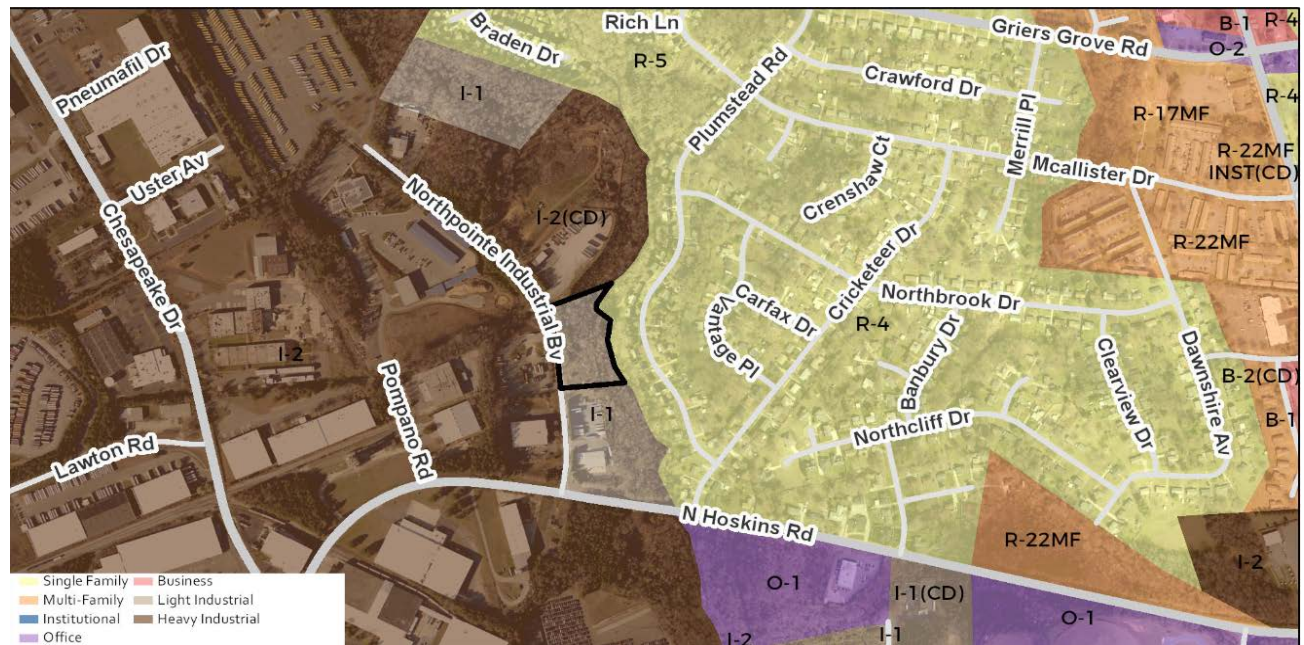 Rich Ln
Griers Grove Rd
B-1
R-4
O-2
Braden Dr
R-5
Pneumafil Dr
Plumstead Rd
Crawford Dr
Merrill Pl
I-1
R-17MF
R-4
Uster Av
Crenshaw Ct
Mcallister Dr
R-22MF
INST(CD)
Northpointe Industrial Bv
I-2(CD)
Chesapeake Dr
Cricketeer Dr
R-22MF
Carfax Dr
Vantage Pl
Northbrook Dr
R-4
Banbury Dr
Clearview Dr
Dawnshire Av
I-2
Pompano Rd
I-1
B-2(CD)
B-1
Northcliff Dr
Lawton Rd
N Hoskins Rd
R-22MF
I-2
O-1
I-1(CD)
O-1
I-2
I-1
Single Family
Business
Multi-Family
Light Industrial
Institutional
Heavy Industrial
Office